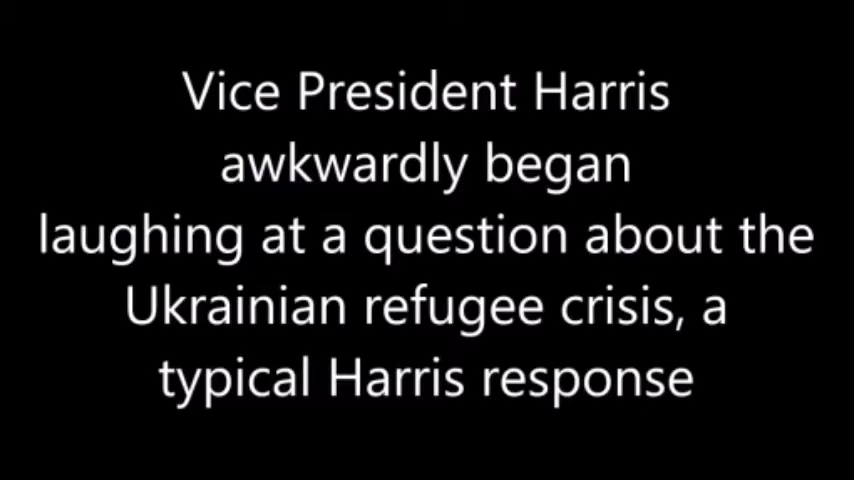 Vice President Harris
awkwardly began
laughing at a question about the
Ukrainian refugee crisis, a
typical Harris response